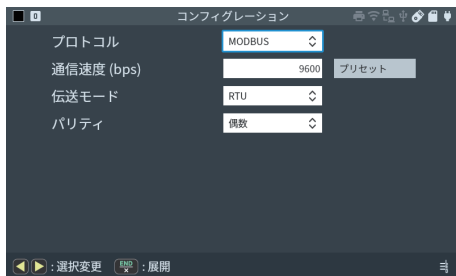 0 コンフィグレーション
プロトコル MODBUS
通信速度 (bps) 9600 プリセット
伝送モード RTU
パリティ 偶数
:選択変更 END × :展開